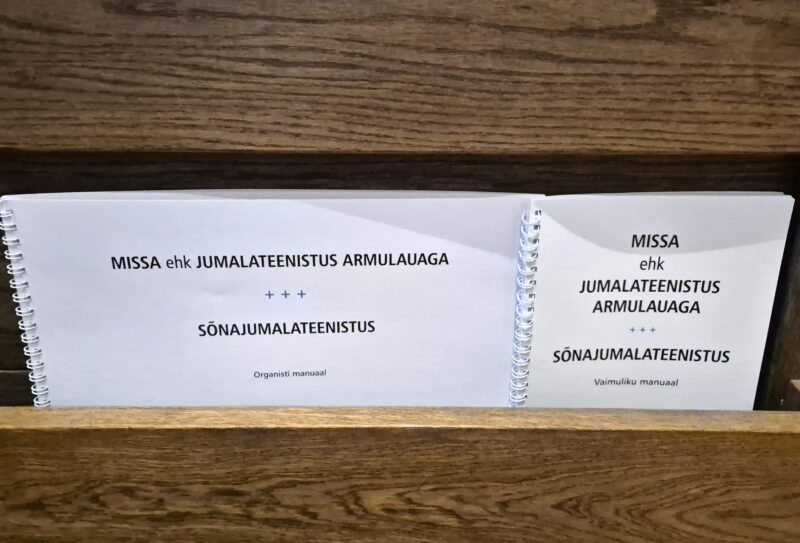 MISSA ehk JUMALATEENISTUS ARMULAUAGA
+ + +
SÕNAJUMALATEENISTUS
Organisti manuaal
MISSA
ehk
JUMALATEENISTUS
ARMULAUAGA
+ + +
SÕNAJUMALATEENISTUS
Vaimuliku manuaal